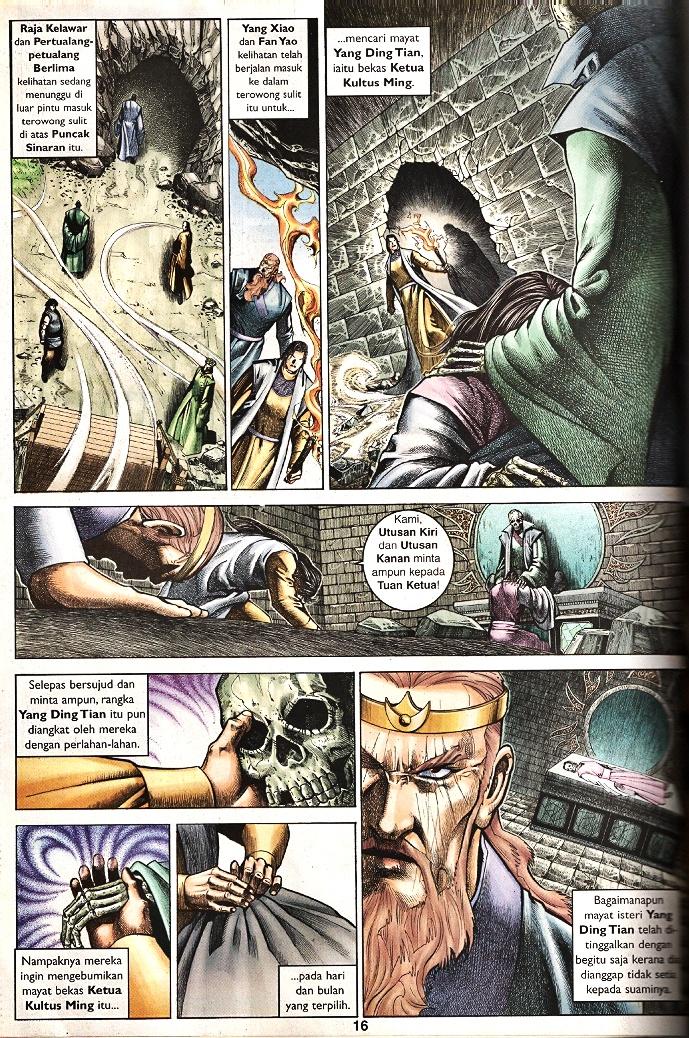 Raja Kelawar
dan Pertualang-
petualang
Berlima
kelihatan sedang
menunggu di
luar pintu masuk
terowong sulit
di atas Puncak
Sinaran itu.
Yang Xiao
dan Fan Yao
kelihatan telah
berjalan masuk
ke dalam
terowong sulit
itu untuk...
...mencari mayat
Yang Ding Tian,
iaitu bekas Ketua
Kultus Ming.
Kami,
Utusan Kiri
dan Utusan
Kanan minta
ampun kepada
Tuan Ketua!
Selepas bersujud dan
minta ampun, rangka
Yang Ding Tian itu pun
diangkat oleh mereka
dengan perlahan-lahan.
Nampaknya mereka
ingin mengebumikan
mayat bekas Ketua
Kultus Ming itu...
...pada hari
dan bulan
yang terpilih.
Bagaimanapun
mayat isteri Yang
Ding Tian telah di-
tinggalkan dengan
begitu saja kerana
dianggap tidak setia
kepada suaminya.
16